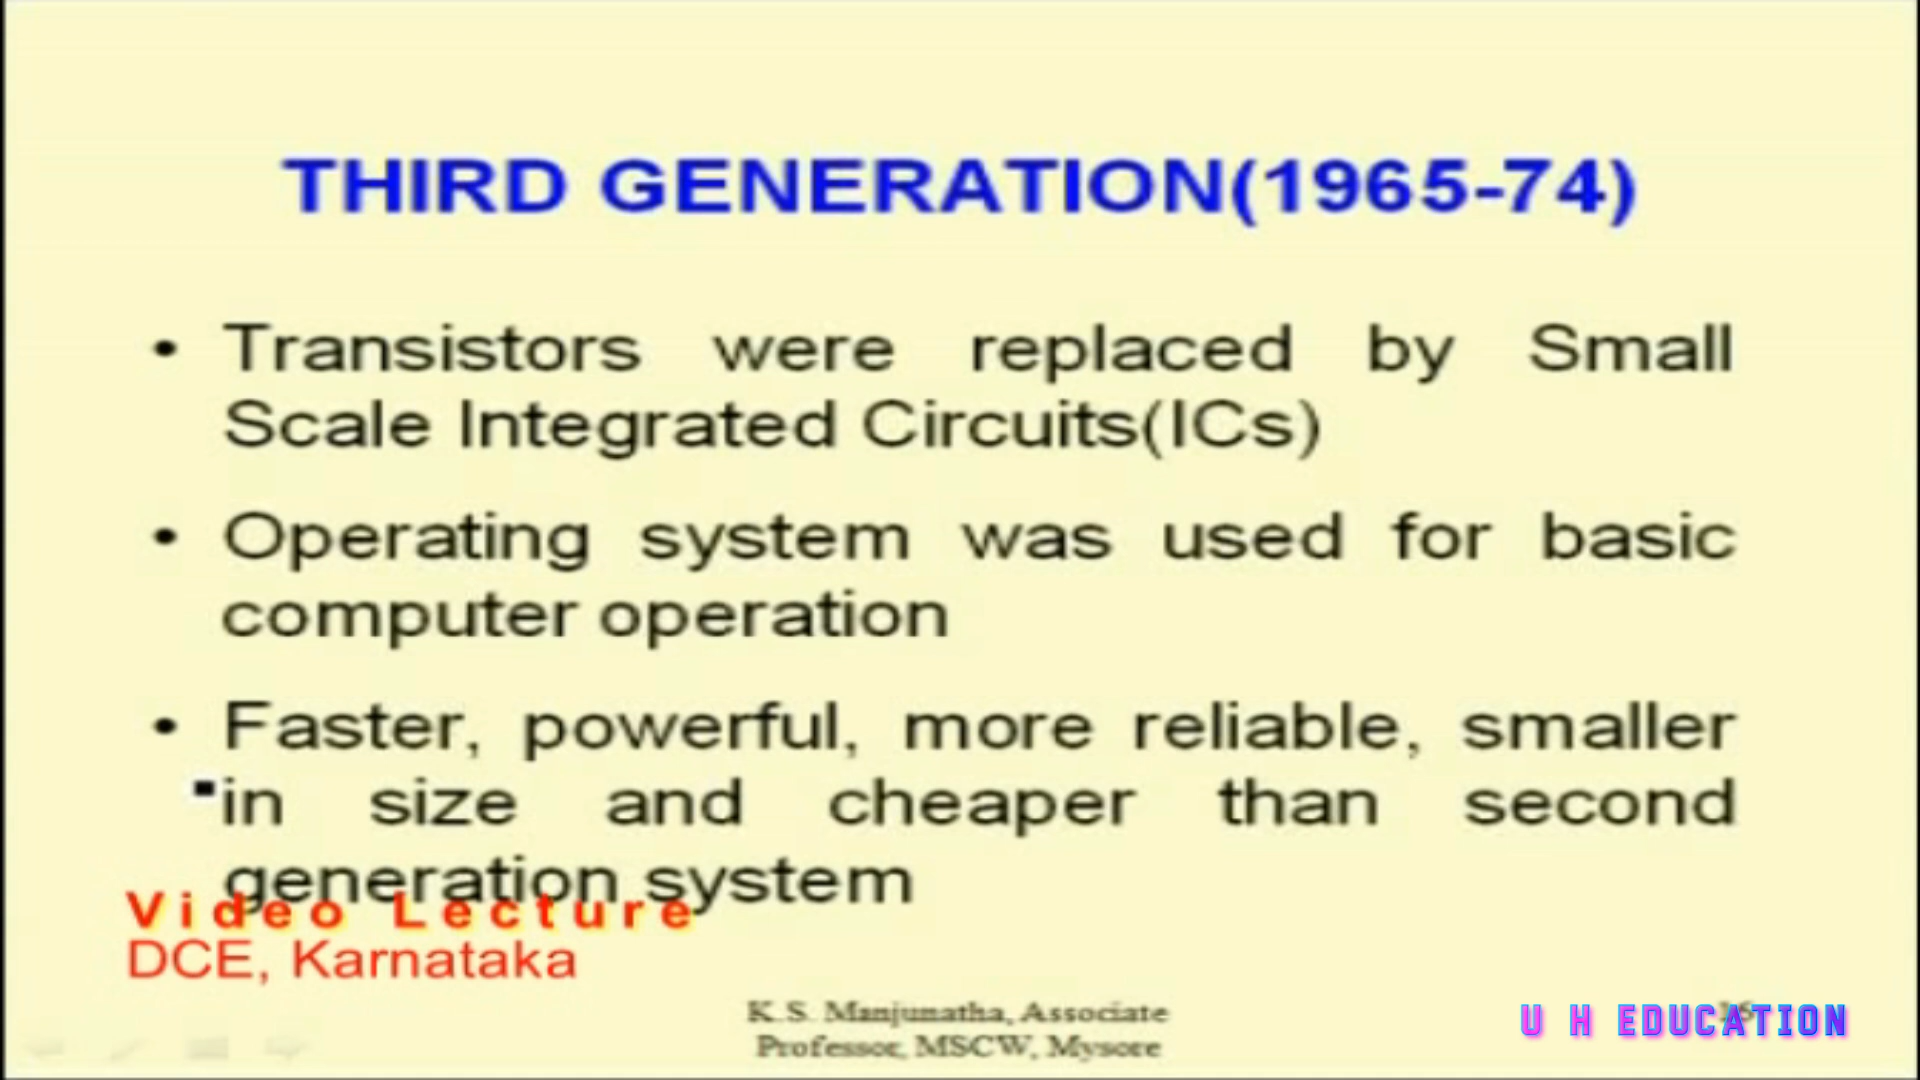 THIRD GENERATION(1965-74)
• Transistors were replaced by Small
Scale Integrated Circuits(ICs)
• Operating system was used for basic
computer operation
• Faster, powerful, more reliable, smaller
in size and cheaper than second
generation system
Video Lecture
DCE, Karnataka
K.S. Manjunatha, Associate
Professor, MSCW, Mysore
U H EDUCATION